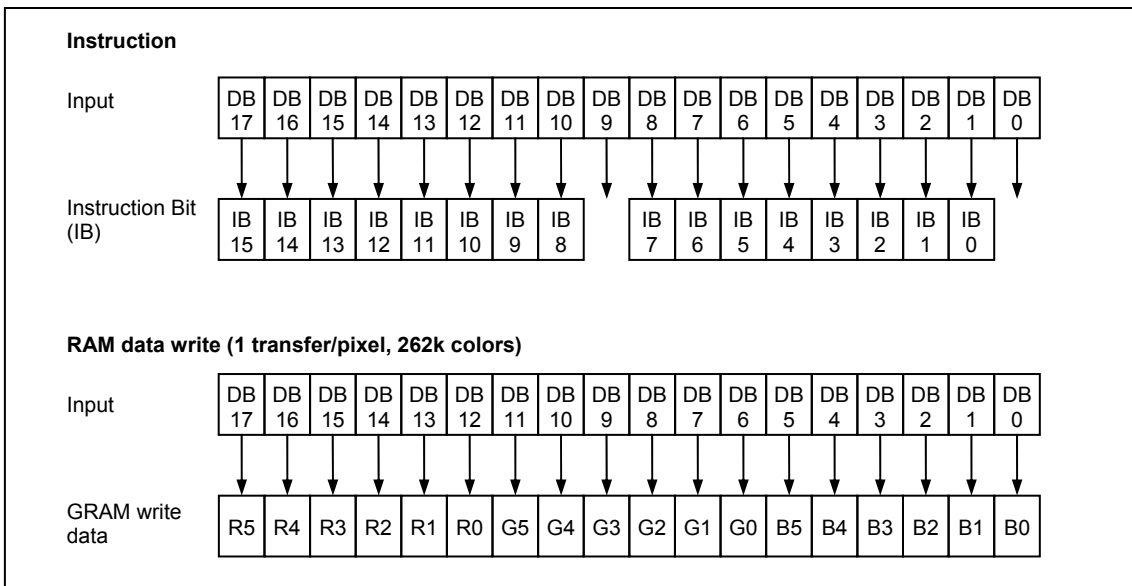 Instruction
Input DB 17 DB 16 DB 15 DB 14 DB 13 DB 12 DB 11 DB 10 DB 9 DB 8 DB 7 DB 6 DB 5 DB 4 DB 3 DB 2 DB 1 DB 0
Instruction Bit (IB) IB 15 IB 14 IB 13 IB 12 IB 11 IB 10 IB 9 IB 8 IB 7 IB 6 IB 5 IB 4 IB 3 IB 2 IB 1 IB 0
RAM data write (1 transfer/pixel, 262k colors)
Input DB 17 DB 16 DB 15 DB 14 DB 13 DB 12 DB 11 DB 10 DB 9 DB 8 DB 7 DB 6 DB 5 DB 4 DB 3 DB 2 DB 1 DB 0
GRAM write data R5 R4 R3 R2 R1 R0 G5 G4 G3 G2 G1 G0 B5 B4 B3 B2 B1 B0